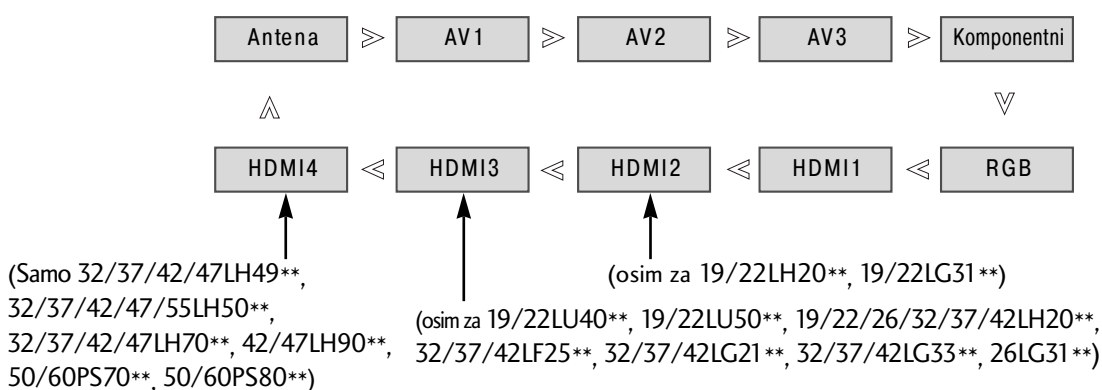 Antena AV1 AV2 AV3 Komponentni
HDMI4 HDMI3 HDMI2 HDMI1 RGB
(Samo 32/37/42/47LH49**,
32/37/42/47/55LH50**,
32/37/42/47LH70**, 42/47LH90**,
50/60PS70**, 50/60PS80**)
(osim za 19/22LH20**, 19/22LG31**)
(osim za 19/22LU40**, 19/22LU50**, 19/22/26/32/37/42LH20**,
32/37/42LF25**, 32/37/42LG21**, 32/37/42LG33**, 26LG31**)